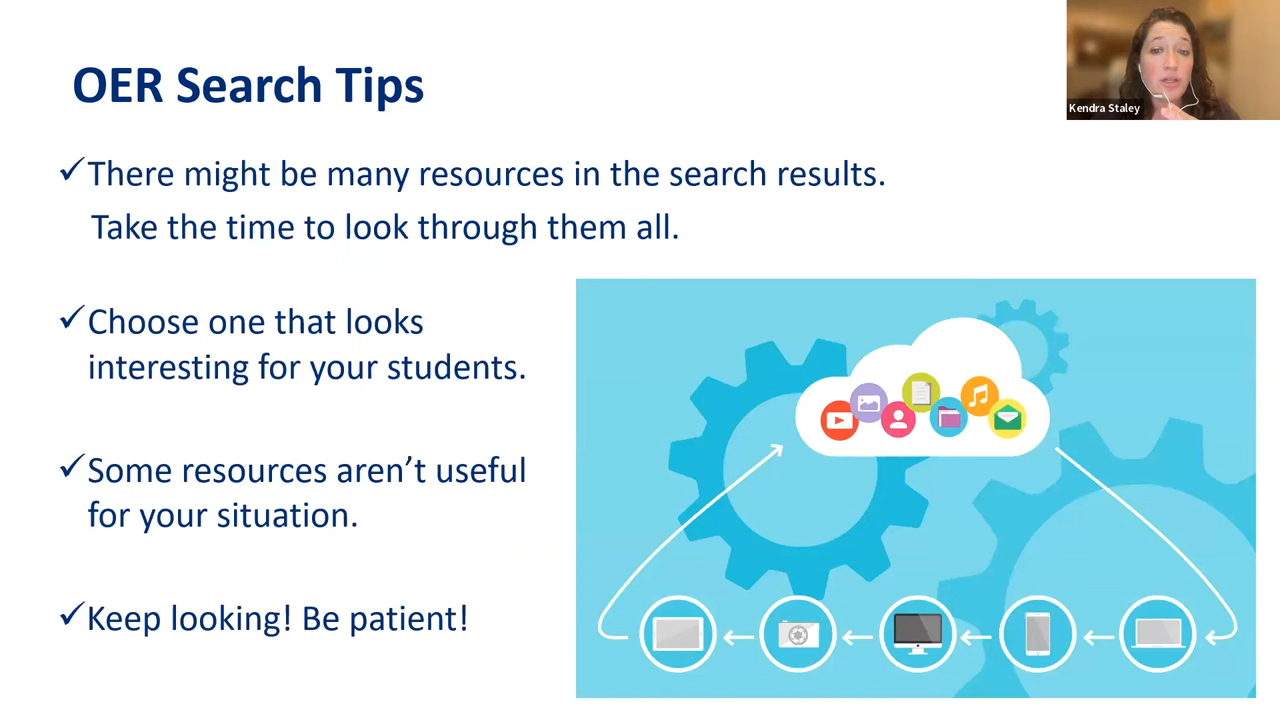 OER Search Tips
Kendra Staley
✓There might be many resources in the search results.
Take the time to look through them all.
✓Choose one that looks
interesting for your students.
✓Some resources aren’t useful
for your situation.
✓Keep looking! Be patient!